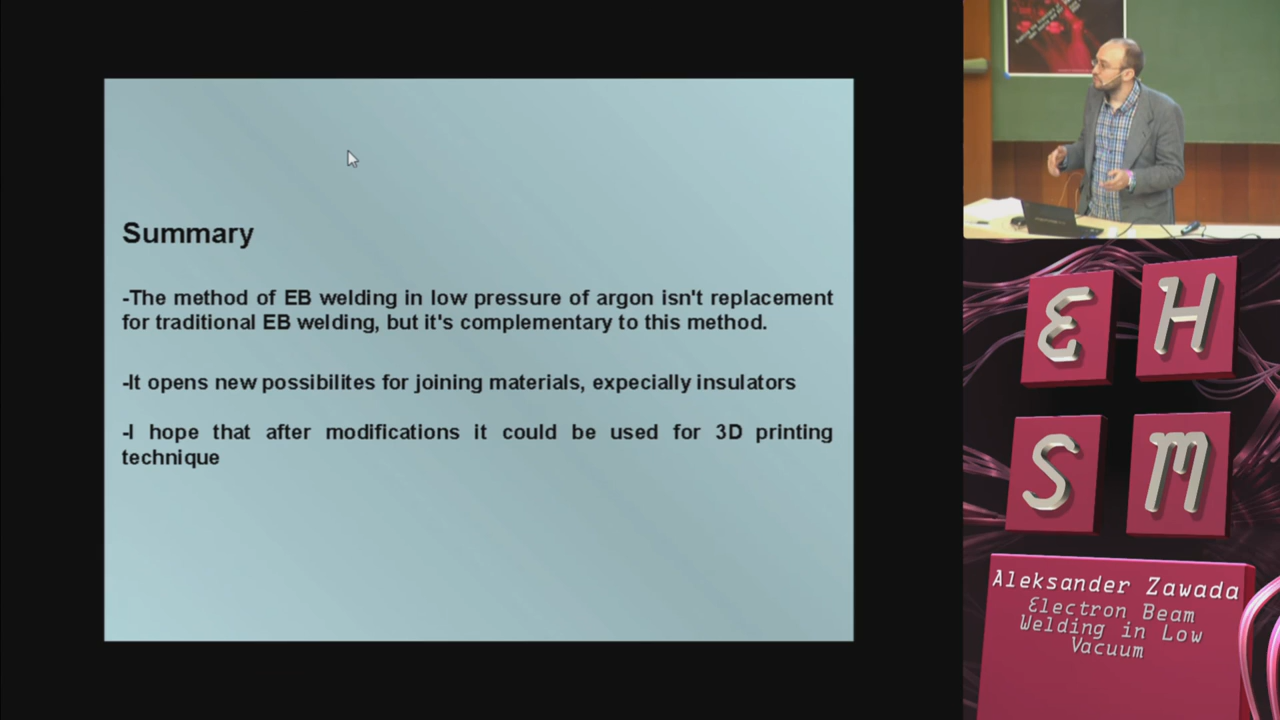 Summary
-The method of EB welding in low pressure of argon isn't replacement
for traditional EB welding, but it's complementary to this method.
-It opens new possibilites for joining materials, expecially insulators
-I hope that after modifications it could be used for 3D printing
technique
E H
S M
Aleksander Zawada
Electron Beam
Welding in Low
Vacuum